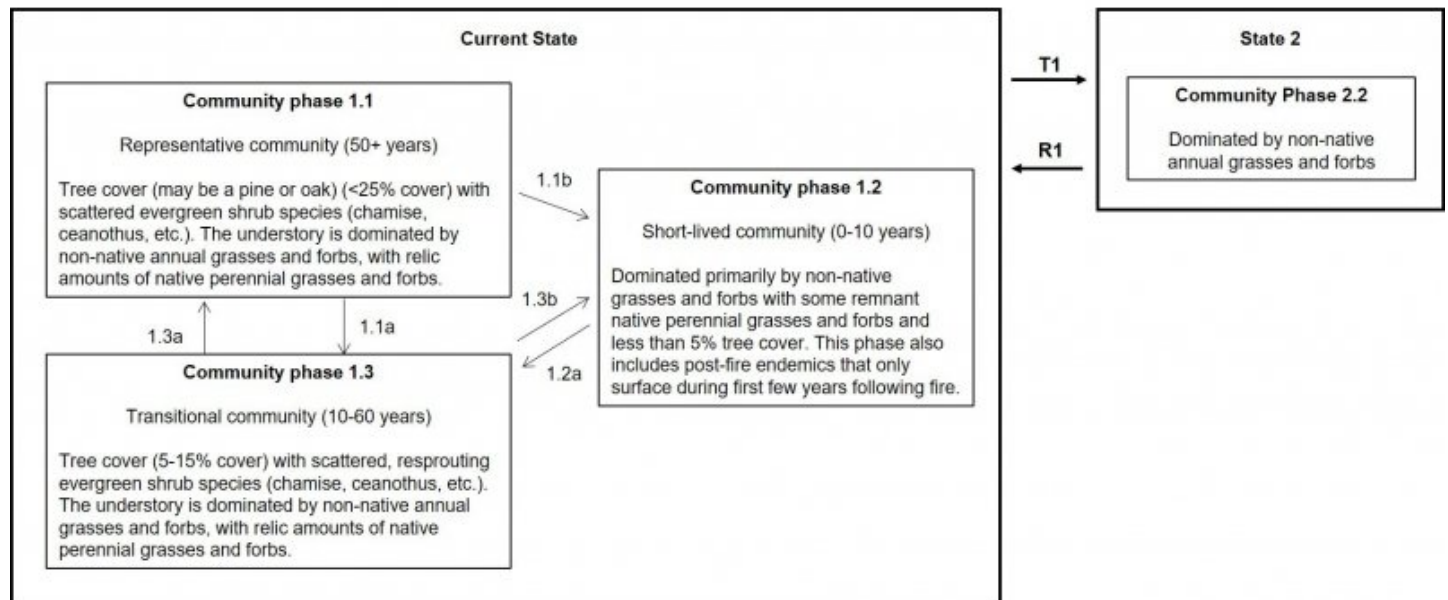 Current State
Community phase 1.1
Representative community (50+ years)
Tree cover (may be a pine or oak) (<25% cover) with
scattered evergreen shrub species (chamise,
ceanothus, etc.). The understory is dominated by
non-native annual grasses and forbs, with relic
amounts of native perennial grasses and forbs.
1.3a
1.1a
1.1b
1.3b
1.2a
Community phase 1.2
Short-lived community (0-10 years)
Dominated primarily by non-native
grasses and forbs with some remnant
native perennial grasses and forbs and
less than 5% tree cover. This phase also
includes post-fire endemics that only
surface during first few years following fire.
Community phase 1.3
Transitional community (10-60 years)
Tree cover (5-15% cover) with scattered, resprouting
evergreen shrub species (chamise, ceanothus, etc.).
The understory is dominated by non-native annual
grasses and forbs, with relic amounts of native
perennial grasses and forbs.
T1
R1
State 2
Community Phase 2.2
Dominated by non-native
annual grasses and forbs